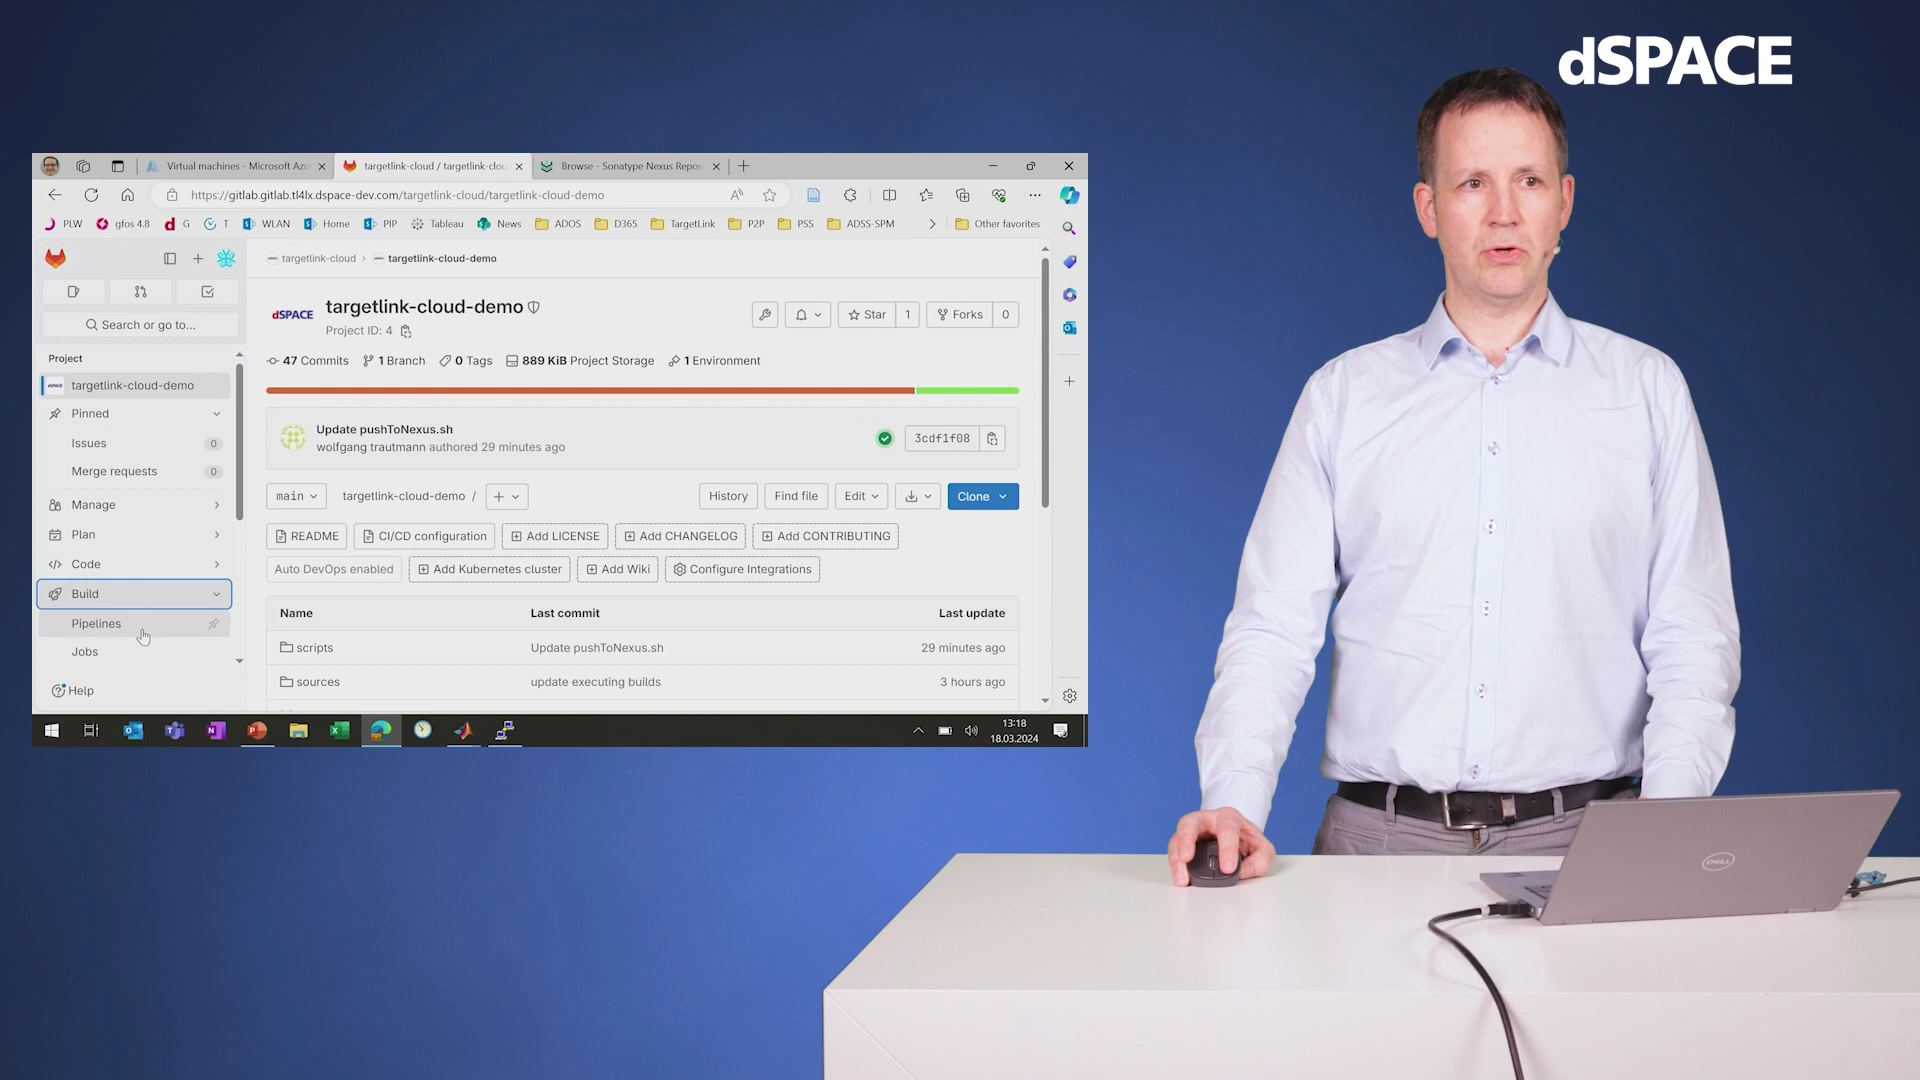 dSPACE
Virtual machines - Microsoft Azu
targetlink-cloud / targetlink-clou
Browse - Sonatype Nexus Repos
https://gitlab.gitlab.tl4lx.dspace-dev.com/targetlink-cloud/targetlink-cloud-demo
PLW
gfos 4.8
d G
T
WLAN
Home
PIP
Tableau
News
ADOS
D365
TargetLink
P2P
PSS
ADSS-SPM
Other favorites
targetlink-cloud
targetlink-cloud-demo
Search or go to...
Project
targetlink-cloud-demo
Pinned
Issues 0
Merge requests 0
Manage
Plan
Code
Build
Pipelines
Jobs
Help
dSPACE
targetlink-cloud-demo
Project ID: 4
Star 1
Forks 0
47 Commits
1 Branch
0 Tags
889 KiB Project Storage
1 Environment
Update pushToNexus.sh
wolfgang trautmann authored 29 minutes ago
3cdf1f08
main
targetlink-cloud-demo /
History
Find file
Edit
Clone
README
CI/CD configuration
Add LICENSE
Add CHANGELOG
Add CONTRIBUTING
Auto DevOps enabled
Add Kubernetes cluster
Add Wiki
Configure Integrations
Name Last commit Last update
scripts Update pushToNexus.sh 29 minutes ago
sources update executing builds 3 hours ago
13:18
18.03.2024
DELL